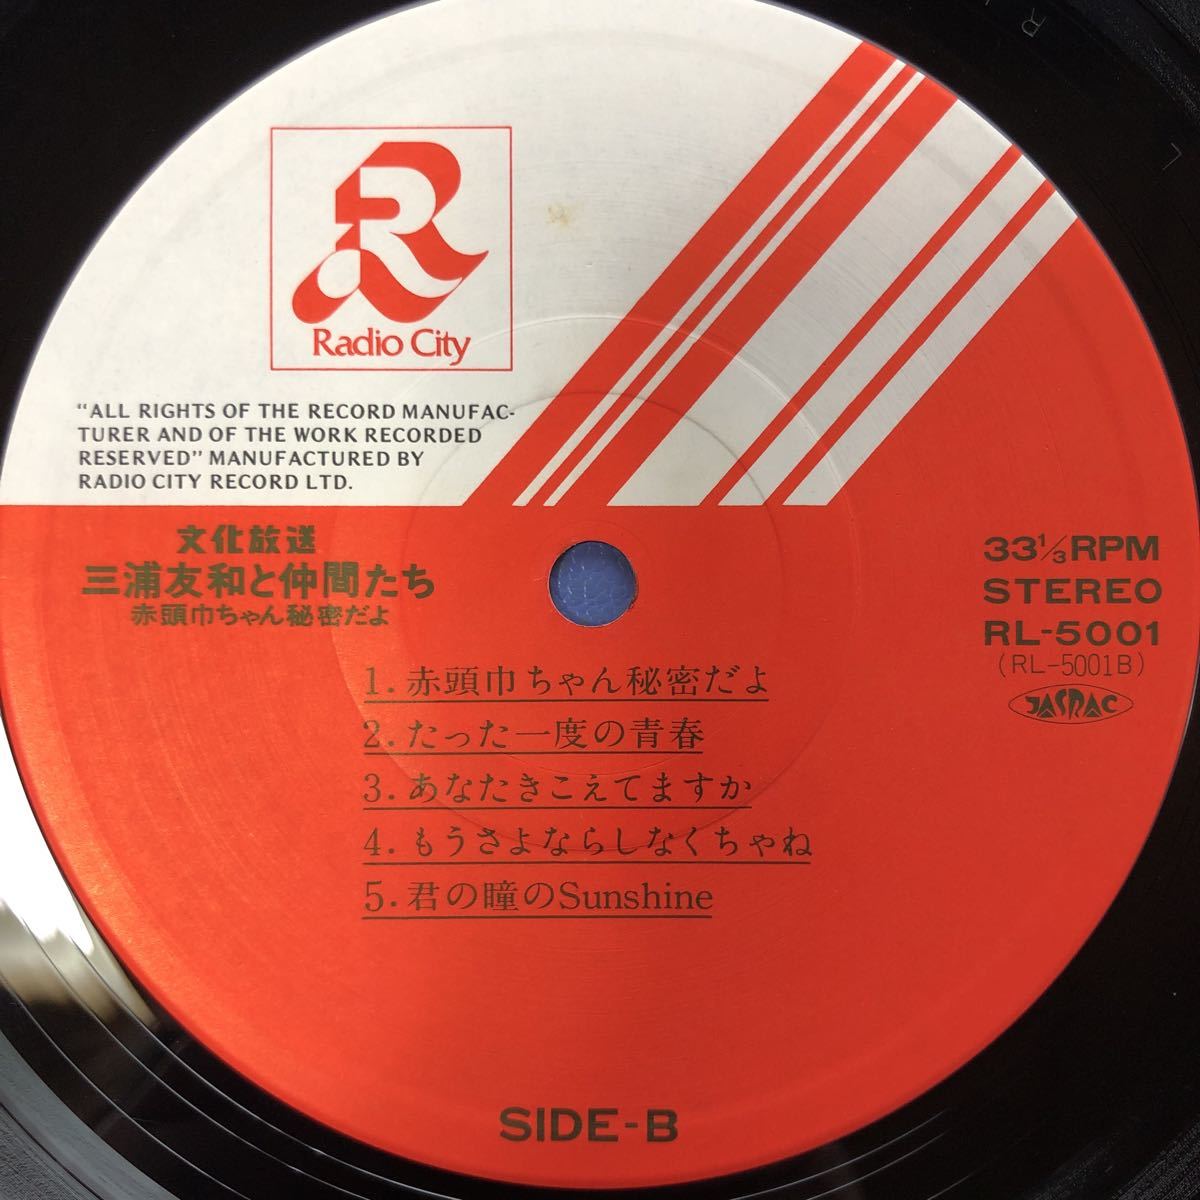 R
Radio City
"ALL RIGHTS OF THE RECORD MANUFAC-
TURER AND OF THE WORK RECORDED
RESERVED" MANUFACTURED BY
RADIO CITY RECORD LTD.
文化放送
三浦友和と仲間たち
赤頭巾ちゃん秘密だよ
33 1/3 RPM
STEREO
RL-5001
(RL-5001B)
JASRAC
1. 赤頭巾ちゃん秘密だよ
2. たった一度の青春
3. あなたきこえてますか
4. もうさよならしなくちゃね
5. 君の瞳のSunshine
SIDE-B